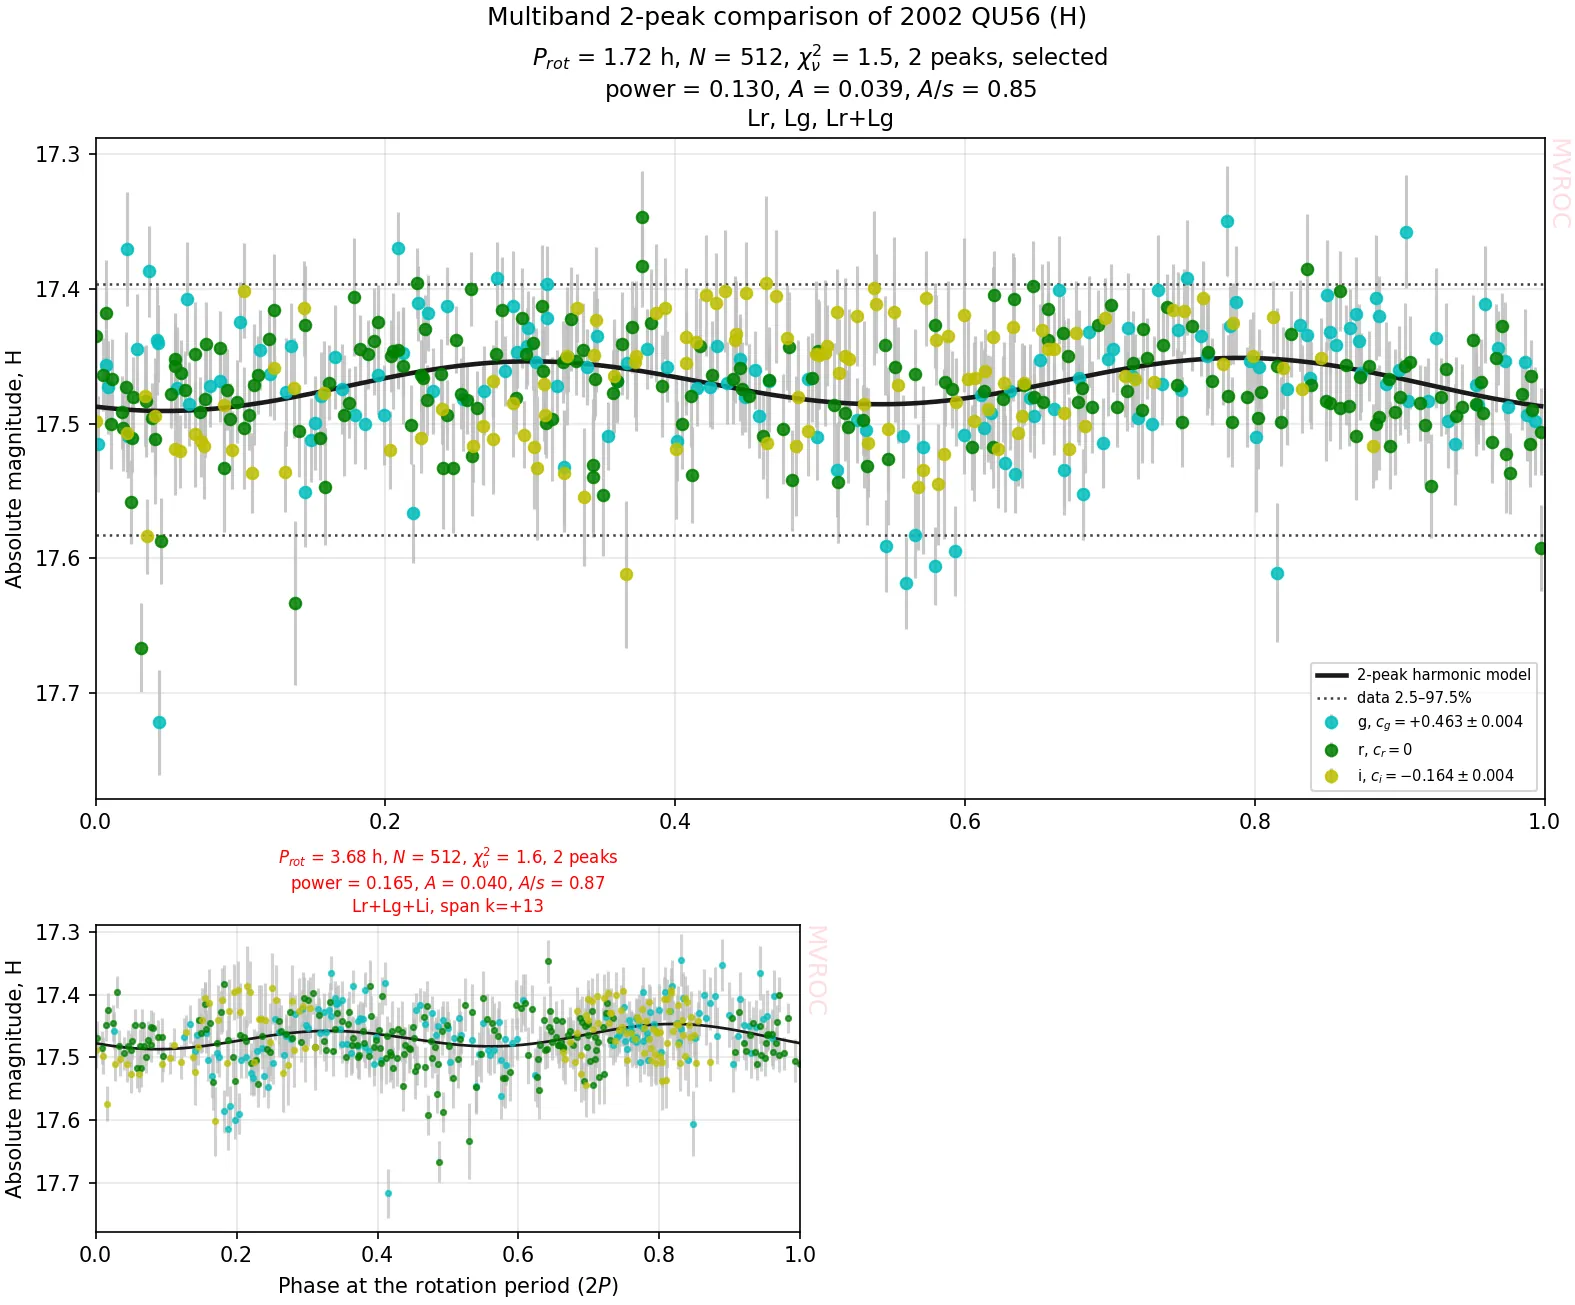 Multiband 2-peak comparison of 2002 QU56 (H)
P_rot = 1.72 h, N = 512, χ²_ν = 1.5, 2 peaks, selected
power = 0.130, A = 0.039, A/s = 0.85
Lr, Lg, Lr+Lg
17.3
17.4
17.5
17.6
17.7
Absolute magnitude, H
MVROC
2-peak harmonic model
data 2.5–97.5%
g, c_g = +0.463 ± 0.004
r, c_r = 0
i, c_i = −0.164 ± 0.004
0.0 0.2 0.4 0.6 0.8 1.0
P_rot = 3.68 h, N = 512, χ²_ν = 1.6, 2 peaks
power = 0.165, A = 0.040, A/s = 0.87
Lr+Lg+Li, span k=+13
17.3
17.4
17.5
17.6
17.7
Absolute magnitude, H
MVROC
0.0 0.2 0.4 0.6 0.8 1.0
Phase at the rotation period (2P)